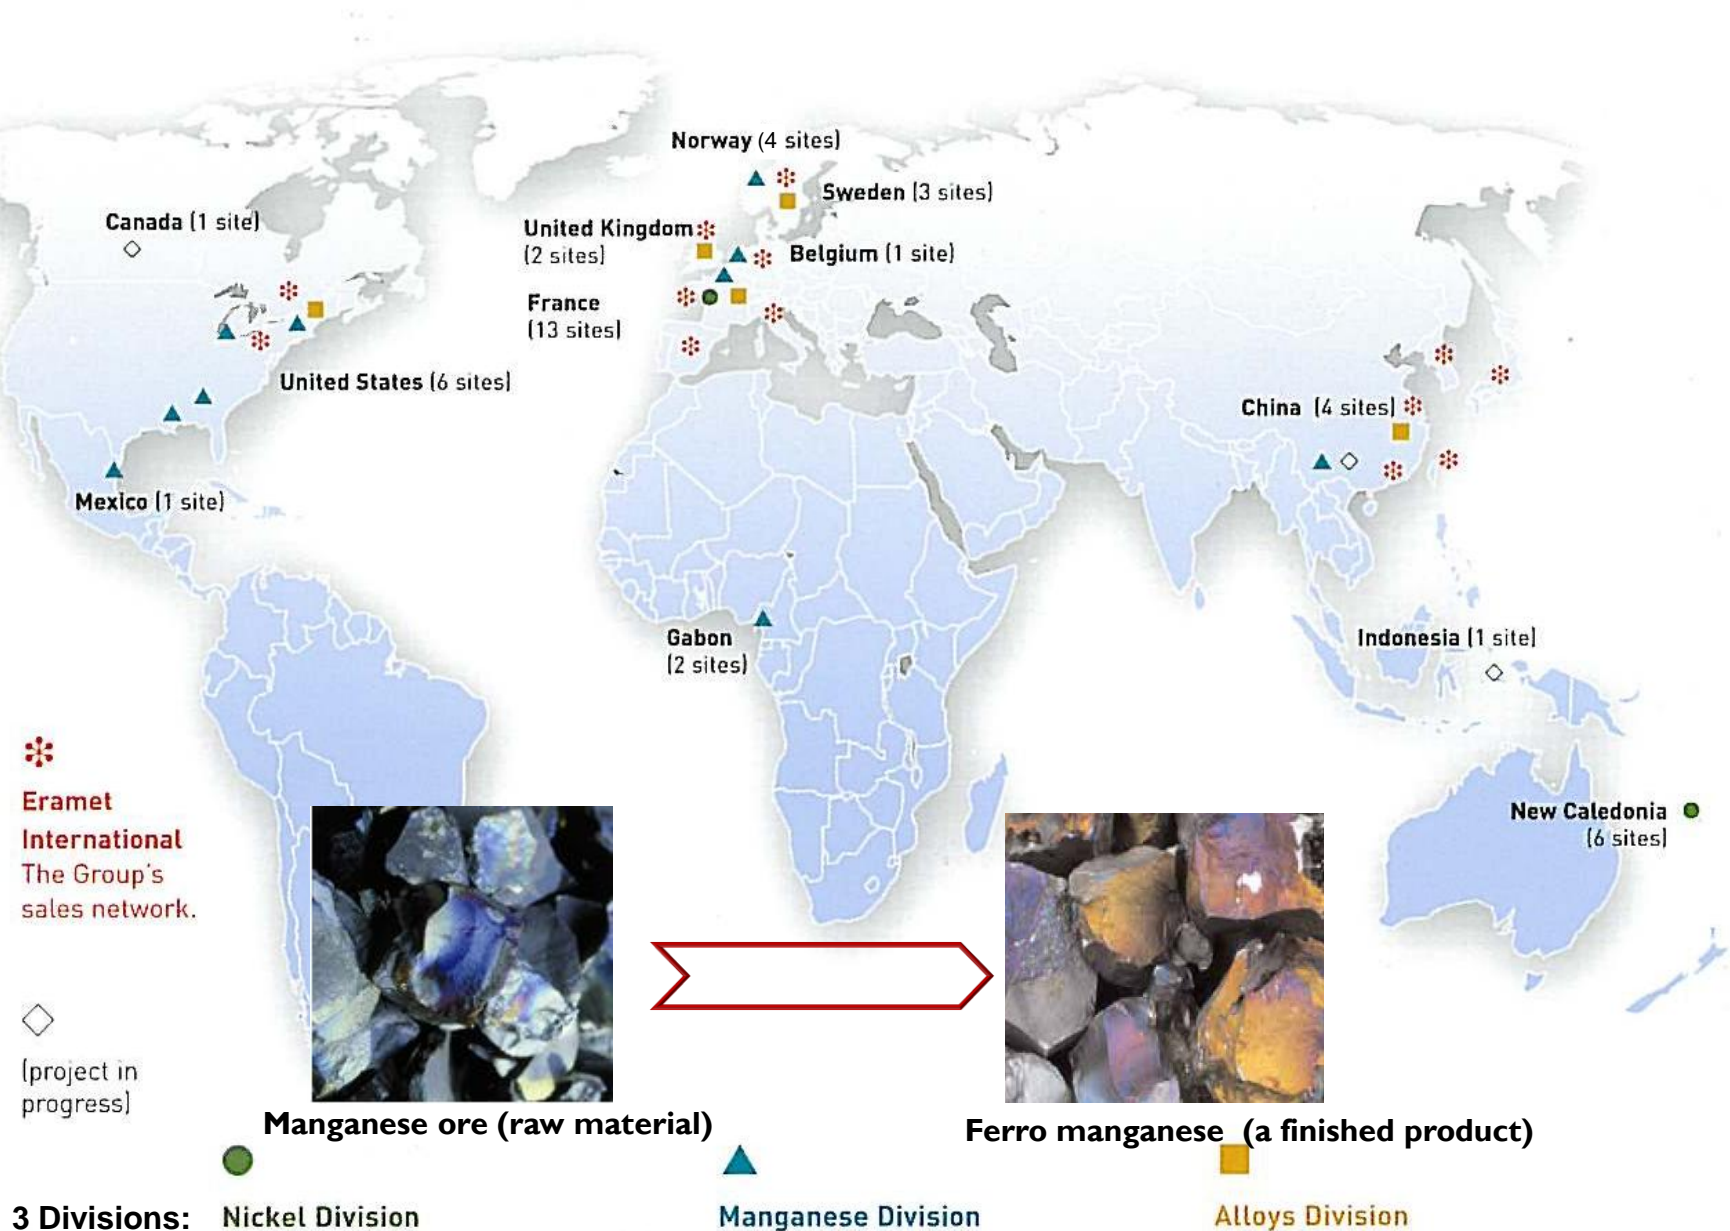 Norway (4 sites)
Sweden (3 sites)
Canada (1 site)
United Kingdom
(2 sites)
Belgium (1 site)
France
(13 sites)
United States (6 sites)
China (4 sites)
Mexico (1 site)
Gabon
(2 sites)
Indonesia (1 site)
New Caledonia
(6 sites)
Eramet
International
The Group's
sales network.
(project in
progress)
Manganese ore (raw material)
Ferro manganese (a finished product)
3 Divisions:
Nickel Division
Manganese Division
Alloys Division